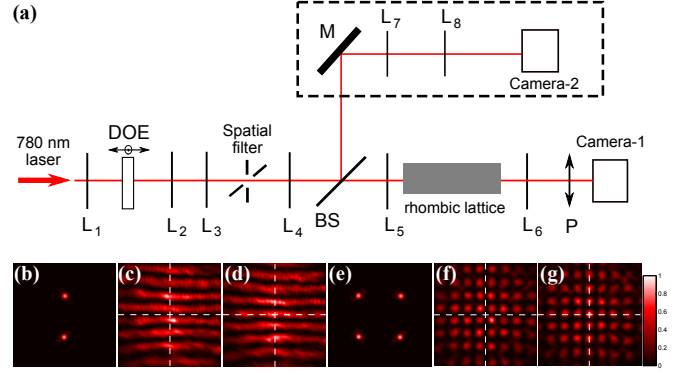 (a)
M
L7
L8
Camera-2
780 nm
laser
DOE
Spatial
filter
Camera-1
L1
L2
L3
L4
BS
L5
rhombic lattice
L6
P
(b)
(c)
(d)
(e)
(f)
(g)
1
0.8
0.6
0.4
0.2
0